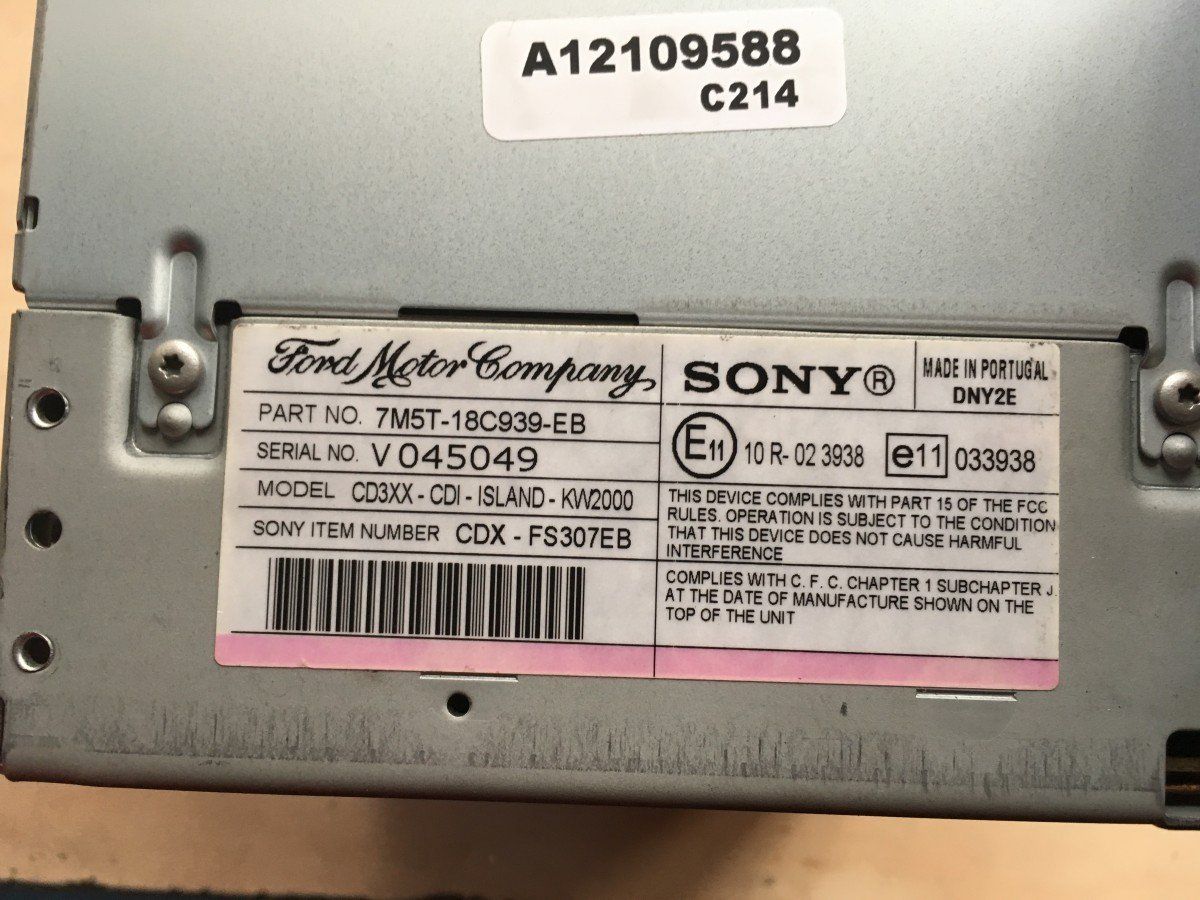 A12109588
C214
Ford Motor Company
PART NO. 7M5T-18C939-EB
SERIAL NO. V045049
MODEL CD3XX - CDI - ISLAND - KW2000
SONY ITEM NUMBER CDX - FS307EB
SONY®
MADE IN PORTUGAL
DNY2E
E11 10 R- 02 3938 e11 033938
THIS DEVICE COMPLIES WITH PART 15 OF THE FCC
RULES. OPERATION IS SUBJECT TO THE CONDITION
THAT THIS DEVICE DOES NOT CAUSE HARMFUL
INTERFERENCE
COMPLIES WITH C. F. C. CHAPTER 1 SUBCHAPTER J
AT THE DATE OF MANUFACTURE SHOWN ON THE
TOP OF THE UNIT